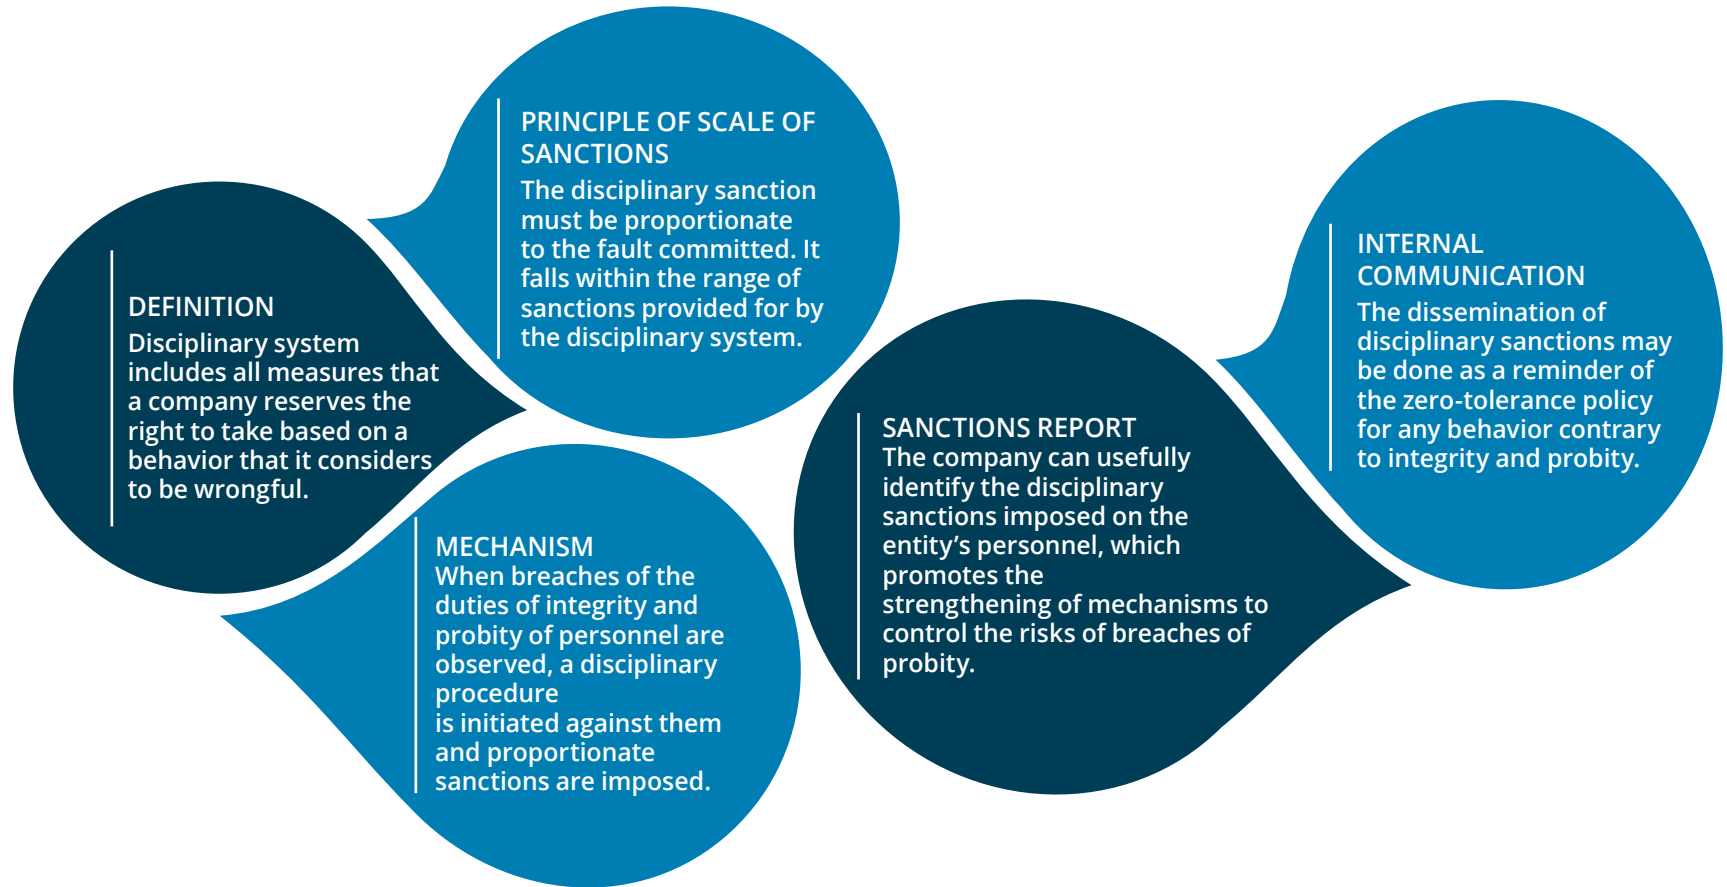 DEFINITION
Disciplinary system
includes all measures that
a company reserves the
right to take based on a
behavior that it considers
to be wrongful.
PRINCIPLE OF SCALE OF
SANCTIONS
The disciplinary sanction
must be proportionate
to the fault committed. It
falls within the range of
sanctions provided for by
the disciplinary system.
MECHANISM
When breaches of the
duties of integrity and
probity of personnel are
observed, a disciplinary
procedure
is initiated against them
and proportionate
sanctions are imposed.
SANCTIONS REPORT
The company can usefully
identify the disciplinary
sanctions imposed on the
entity’s personnel, which
promotes the
strengthening of mechanisms to
control the risks of breaches of
probity.
INTERNAL
COMMUNICATION
The dissemination of
disciplinary sanctions may
be done as a reminder of
the zero-tolerance policy
for any behavior contrary
to integrity and probity.